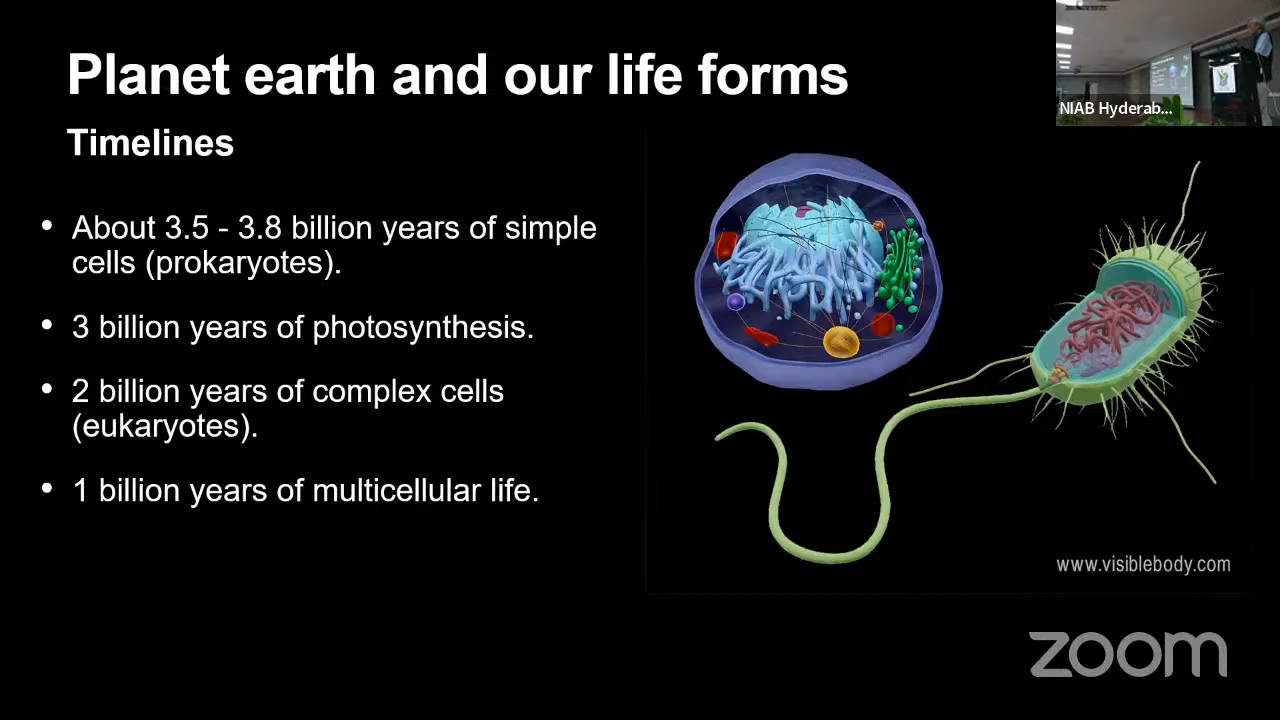 Planet earth and our life forms
NIAB Hyderab...
Timelines
• About 3.5 - 3.8 billion years of simple
cells (prokaryotes).
• 3 billion years of photosynthesis.
• 2 billion years of complex cells
(eukaryotes).
• 1 billion years of multicellular life.
www.visiblebody.com
zoom